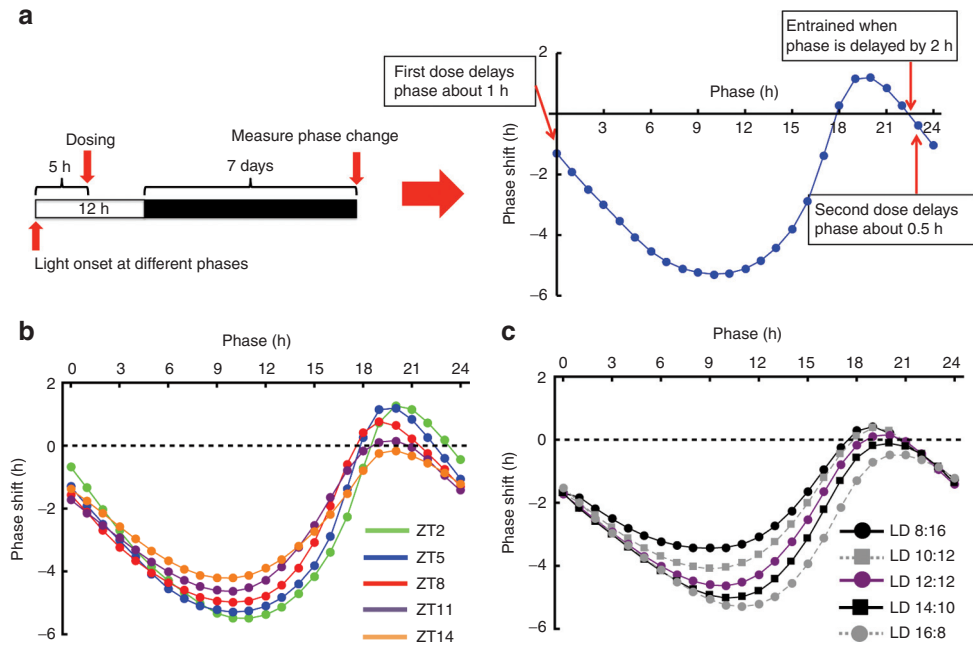 a
Dosing
5 h
12 h
7 days
Measure phase change
Light onset at different phases
First dose delays
phase about 1 h
Entrained when
phase is delayed by 2 h
Second dose delays
phase about 0.5 h
Phase (h)
Phase shift (h)
2
0
−2
−4
−6
3 6 9 12 15 18 21 24
b
Phase (h)
0 3 6 9 12 15 18 21 24
Phase shift (h)
2
0
−2
−4
−6
ZT2
ZT5
ZT8
ZT11
ZT14
c
Phase (h)
0 3 6 9 12 15 18 21 24
Phase shift (h)
2
0
−2
−4
−6
LD 8:16
LD 10:12
LD 12:12
LD 14:10
LD 16:8